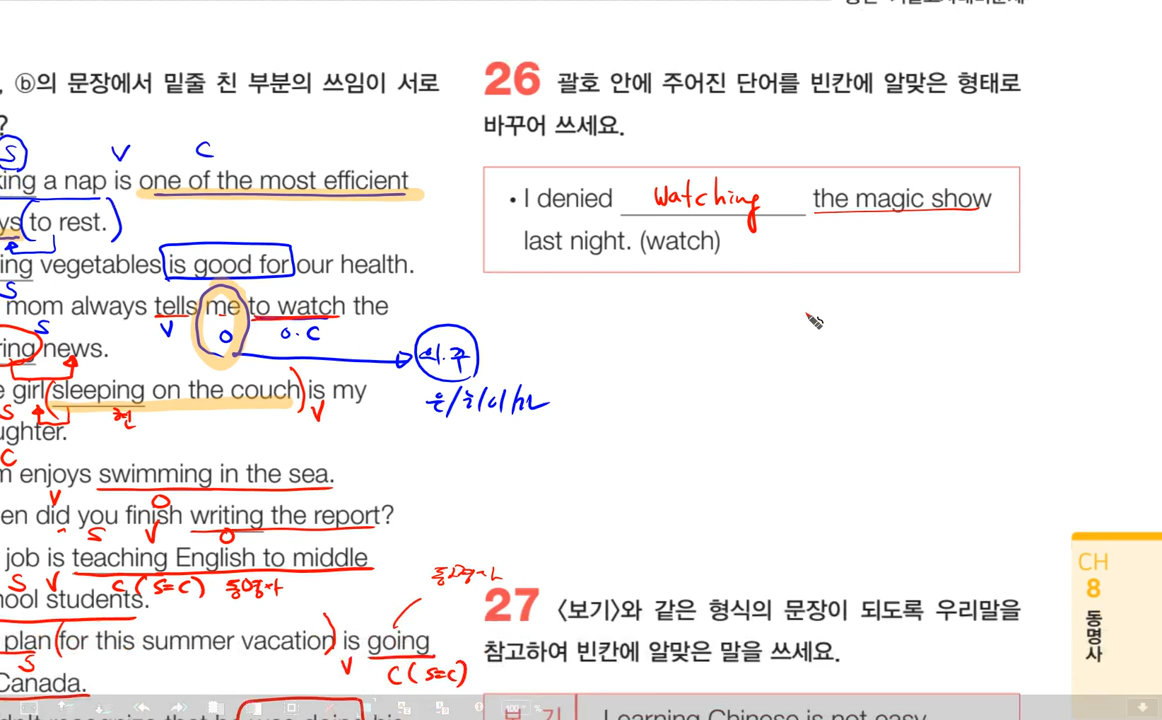 , ⓑ의 문장에서 밑줄 친 부분의 쓰임이 서로
?
S V C
king a nap is one of the most efficient
ys to rest.
ing vegetables is good for our health.
S
mom always tells me to watch the
S V O O.C
ring news.
e girl sleeping on the couch is my
S 현 V
ughter.
C
m enjoys swimming in the sea.
V O
en did you finish writing the report?
S V O
job is teaching English to middle
S V C (S=C) 동명사
hool students.
동명사
plan (for this summer vacation) is going
S V C (S=C)
Canada.
의.주
은/는/이/가
26 괄호 안에 주어진 단어를 빈칸에 알맞은 형태로
바꾸어 쓰세요.
• I denied watching the magic show
last night. (watch)
27 〈보기〉와 같은 형식의 문장이 되도록 우리말을
참고하여 빈칸에 알맞은 말을 쓰세요.
보 기 Learning Chinese is not easy
CH
8
동명사